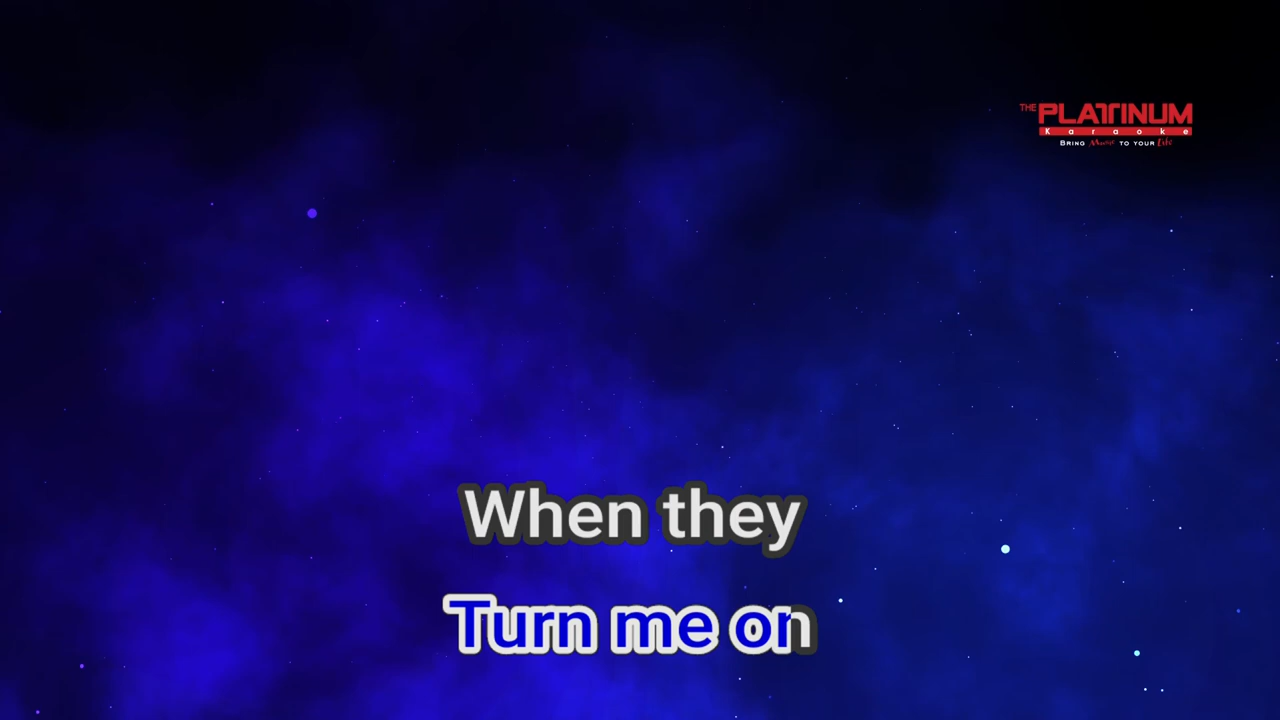 THE PLATINUM
Karaoke
BRING Music TO YOUR Life
When they
Turn me on